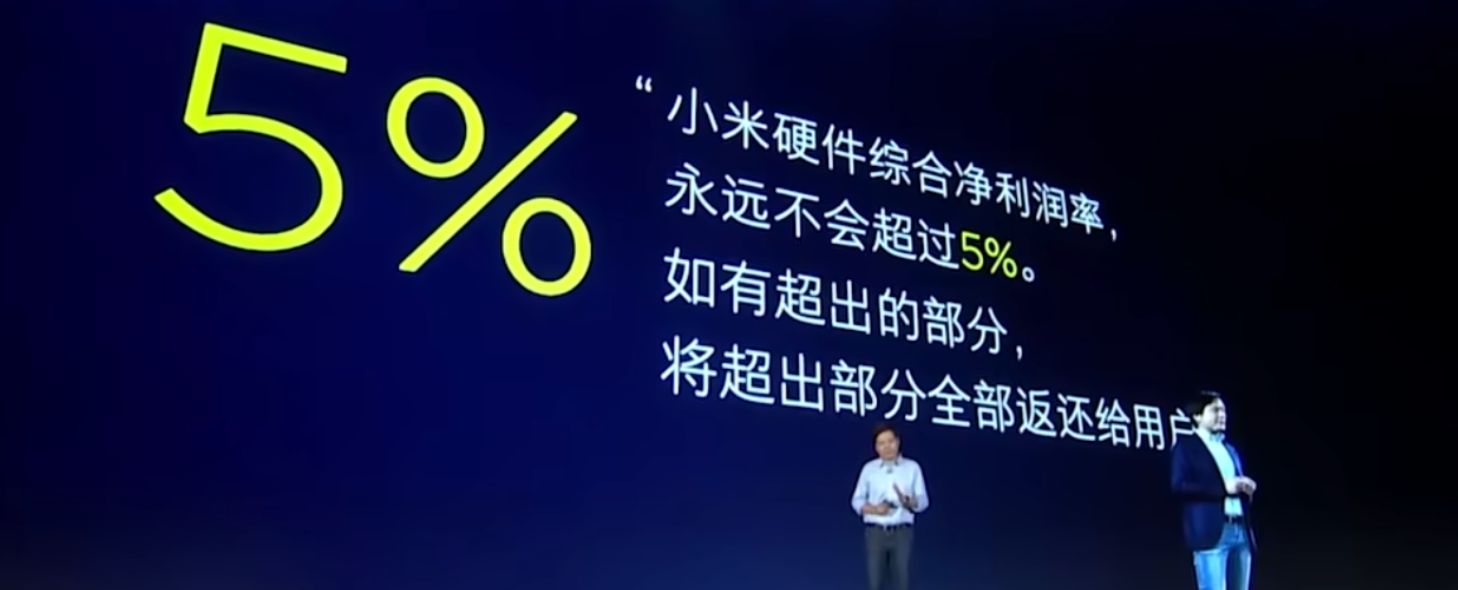 5%
“小米硬件综合净利润率，
永远不会超过5%。
如有超出的部分，
将超出部分全部返还给用户